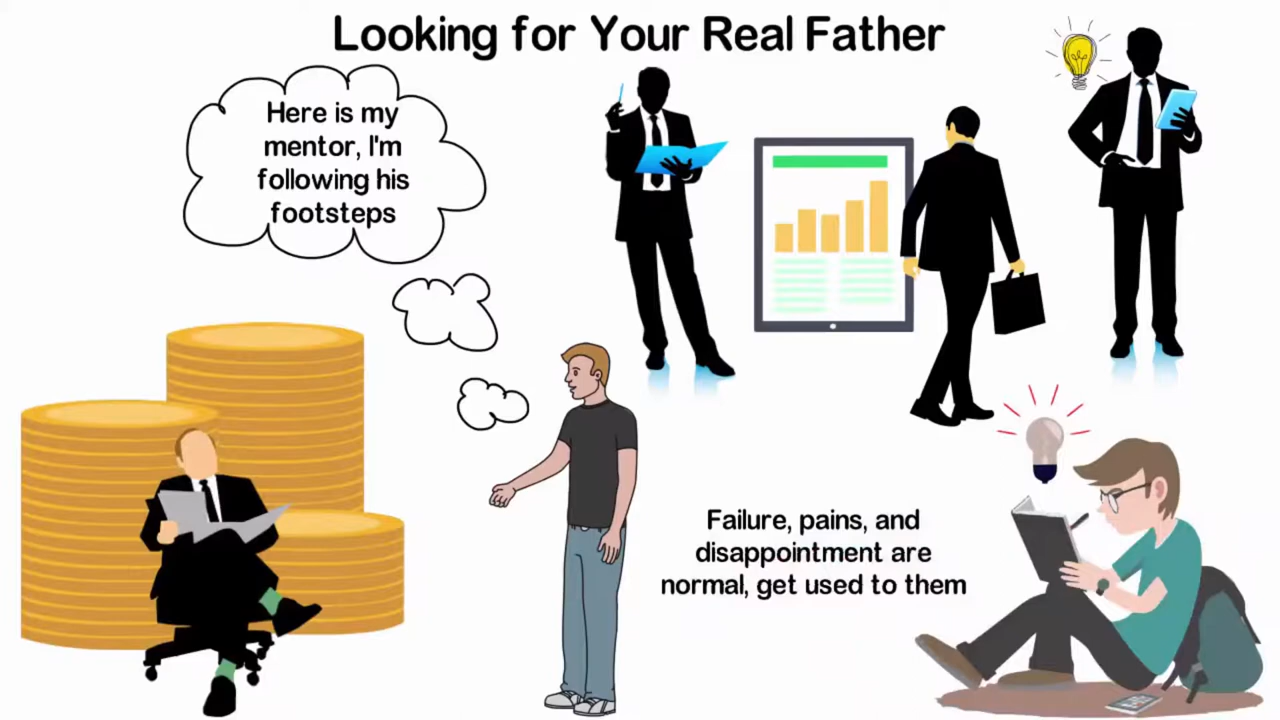 Looking for Your Real Father
Here is my
mentor, I'm
following his
footsteps
Failure, pains, and
disappointment are
normal, get used to them